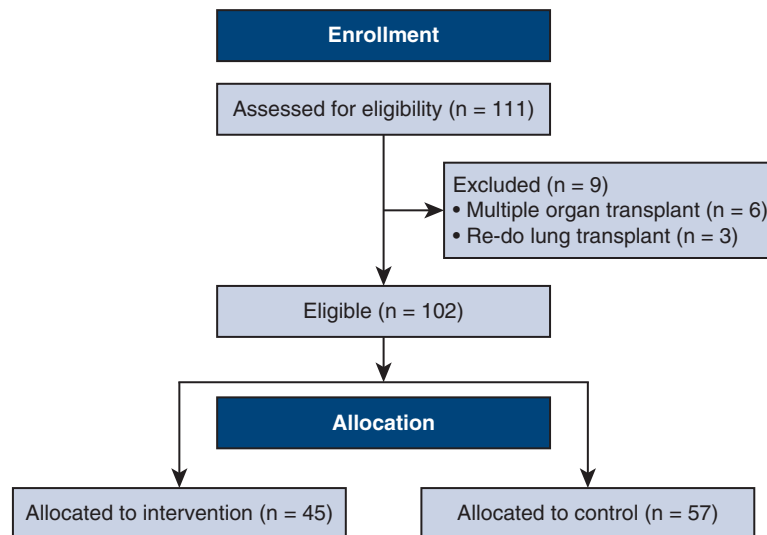 Enrollment
Assessed for eligibility (n = 111)
Excluded (n = 9)
• Multiple organ transplant (n = 6)
• Re-do lung transplant (n = 3)
Eligible (n = 102)
Allocation
Allocated to intervention (n = 45)
Allocated to control (n = 57)